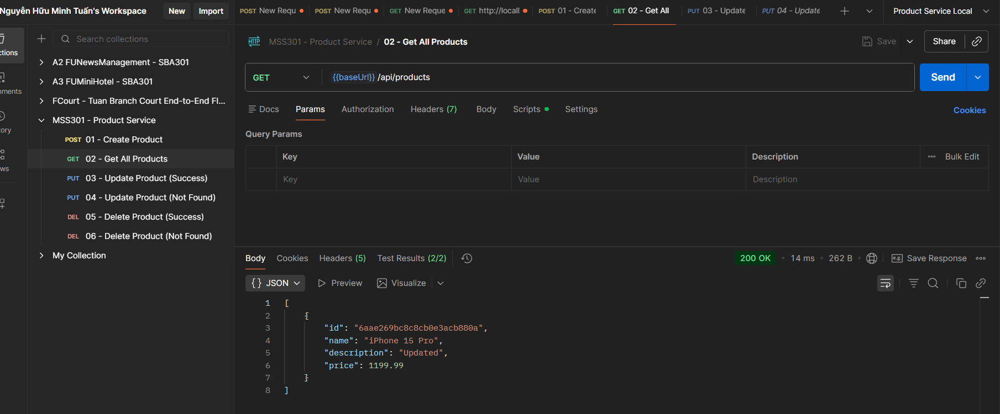 Nguyễn Hữu Minh Tuấn's Workspace New Import POST New Requ POST New Requ GET New Reque GET http://locall POST 01 - Create GET 02 - Get All PUT 03 - Update PUT 04 - Update Product Service Local
Search collections
HTTP MSS301 - Product Service / 02 - Get All Products Save Share
ctions
A2 FUNewsManagement - SBA301
A3 FUMiniHotel - SBA301
nments
FCourt - Tuan Branch Court End-to-End Fl...
MSS301 - Product Service
tory
POST 01 - Create Product
GET 02 - Get All Products
ws
PUT 03 - Update Product (Success)
PUT 04 - Update Product (Not Found)
DEL 05 - Delete Product (Success)
DEL 06 - Delete Product (Not Found)
My Collection
GET {{baseUrl}} /api/products Send
Docs Params Authorization Headers (7) Body Scripts Settings Cookies
Query Params
Key Value Description Bulk Edit
Key Value Description
Body Cookies Headers (5) Test Results (2/2) 200 OK 14 ms 262 B e.g. Save Response
{} JSON Preview Visualize
1 [
2 {
3 "id": "6aae269bc8c8cb0e3acb880a",
4 "name": "iPhone 15 Pro",
5 "description": "Updated",
6 "price": 1199.99
7 }
8 ]